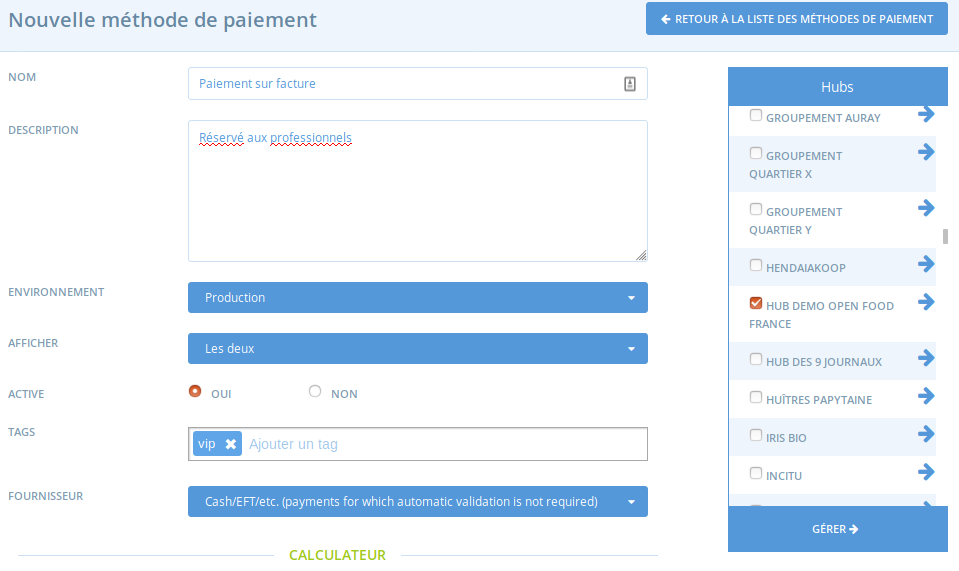 Nouvelle méthode de paiement
RETOUR À LA LISTE DES MÉTHODES DE PAIEMENT
NOM
Paiement sur facture
DESCRIPTION
Réservé aux professionnels
ENVIRONNEMENT
Production
AFFICHER
Les deux
ACTIVE
OUI
NON
TAGS
vip
Ajouter un tag
FOURNISSEUR
Cash/EFT/etc. (payments for which automatic validation is not required)
CALCULATEUR
Hubs
GROUPEMENT AURAY
GROUPEMENT
QUARTIER X
GROUPEMENT
QUARTIER Y
HENDAIAKOOP
HUB DEMO OPEN FOOD
FRANCE
HUB DES 9 JOURNAUX
HUÎTRES PAPYTAINE
IRIS BIO
INCITU
GÉRER